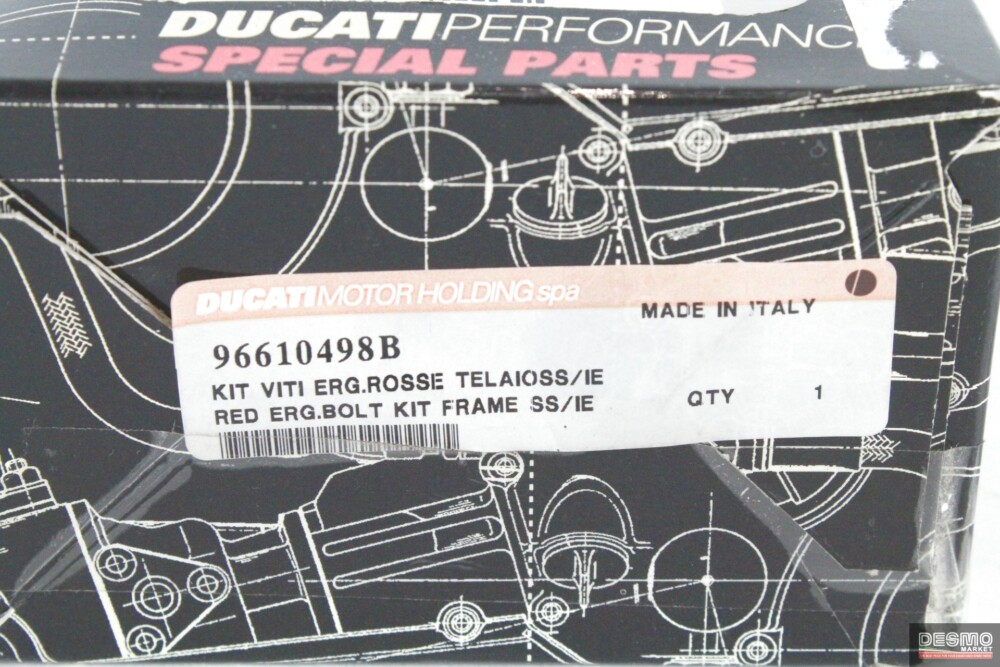 DUCATIPERFORMANC
SPECIAL PARTS
DUCATIMOTOR HOLDING spa
MADE IN ITALY
96610498B
KIT VITI ERG.ROSSE TELAIOSS/IE
RED ERG.BOLT KIT FRAME SS/IE
QTY 1
DESMO
MARKET